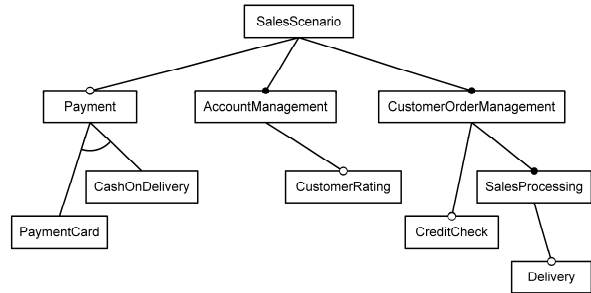 SalesScenario
Payment
AccountManagement
CustomerOrderManagement
CashOnDelivery
CustomerRating
SalesProcessing
PaymentCard
CreditCheck
Delivery